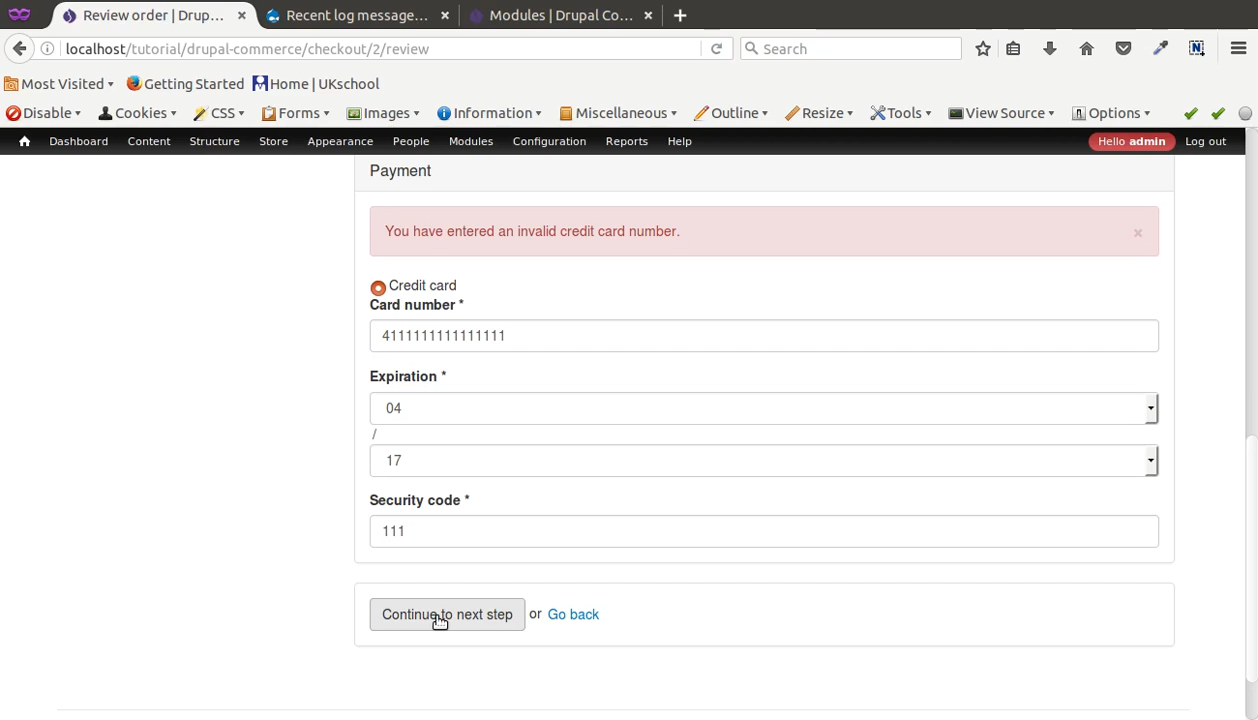 Review order | Drup...
Recent log message...
Modules | Drupal Co...
localhost/tutorial/drupal-commerce/checkout/2/review
Search
Most Visited
Getting Started
Home | UKschool
Disable
Cookies
CSS
Forms
Images
Information
Miscellaneous
Outline
Resize
Tools
View Source
Options
Dashboard
Content
Structure
Store
Appearance
People
Modules
Configuration
Reports
Help
Hello admin
Log out
Payment
You have entered an invalid credit card number.
×
Credit card
Card number *
4111111111111111
Expiration *
04
/
17
Security code *
111
Continue to next step or Go back